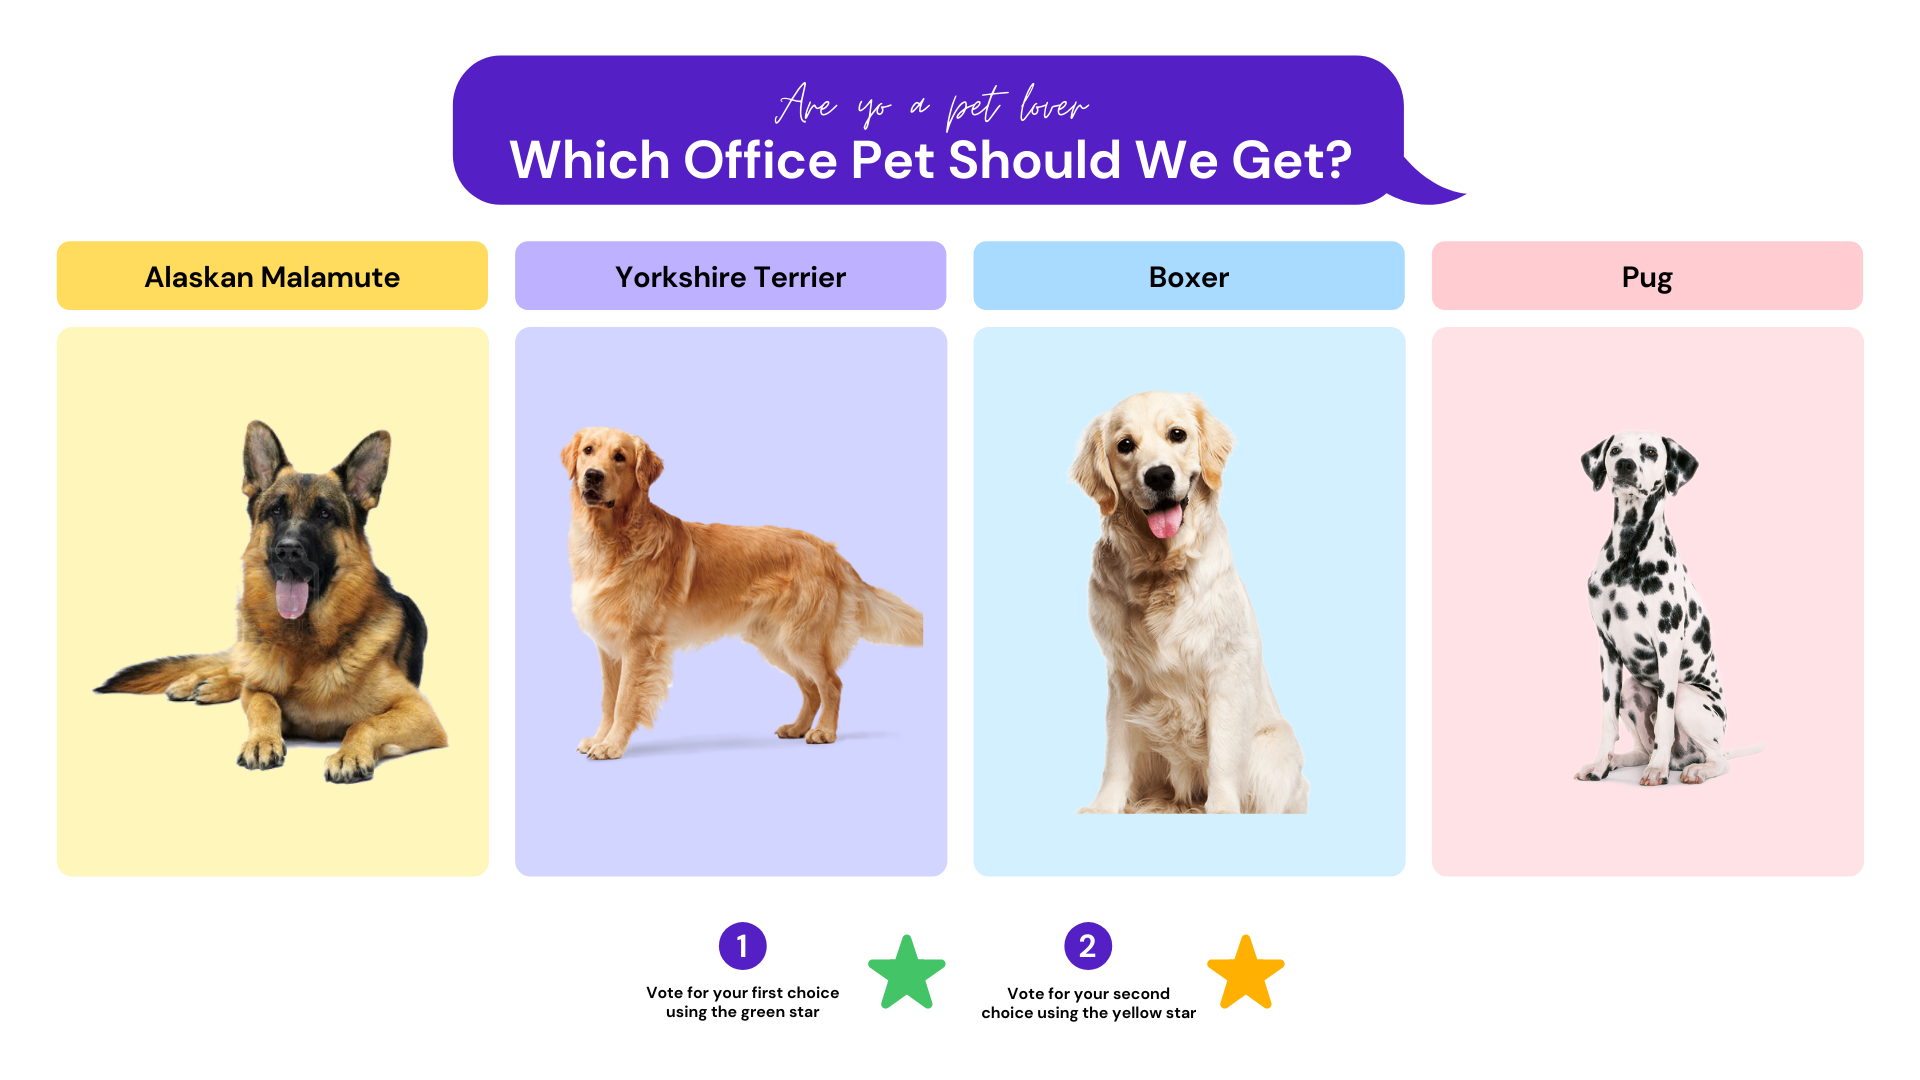 Are yo a pet lover
Which Office Pet Should We Get?
Alaskan Malamute
Yorkshire Terrier
Boxer
Pug
1
Vote for your first choice
using the green star
2
Vote for your second
choice using the yellow star